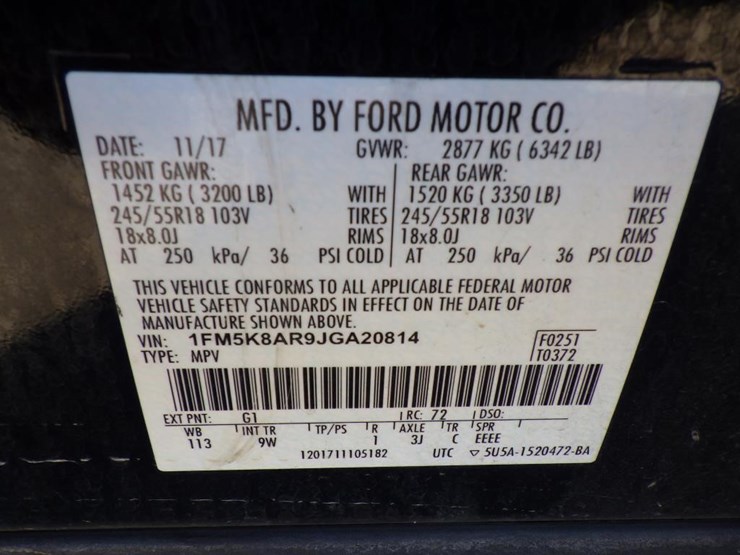 MFD. BY FORD MOTOR CO.
DATE: 11/17 GVWR: 2877 KG ( 6342 LB)
FRONT GAWR: REAR GAWR:
1452 KG ( 3200 LB) WITH 1520 KG ( 3350 LB) WITH
245/55R18 103V TIRES 245/55R18 103V TIRES
18x8.0J RIMS 18x8.0J RIMS
AT 250 kPa/ 36 PSI COLD AT 250 kPa/ 36 PSI COLD
THIS VEHICLE CONFORMS TO ALL APPLICABLE FEDERAL MOTOR
VEHICLE SAFETY STANDARDS IN EFFECT ON THE DATE OF
MANUFACTURE SHOWN ABOVE.
VIN: 1FM5K8AR9JGA20814 F0251
TYPE: MPV T0372
EXT PNT: G1 RC: 72 DSO:
WB INT TR TP/PS R AXLE TR SPR
113 9W 1 3J C EEEE
1201711105182 UTC ▽ 5U5A-1520472-BA